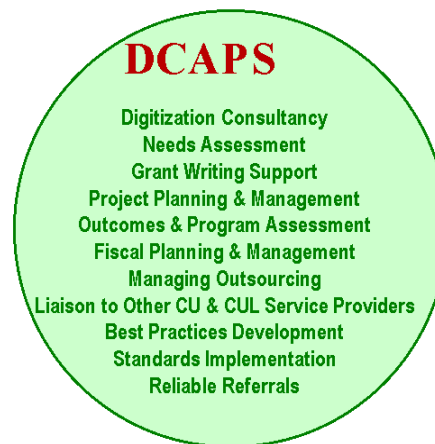 DCAPS
Digitization Consultancy
Needs Assessment
Grant Writing Support
Project Planning & Management
Outcomes & Program Assessment
Fiscal Planning & Management
Managing Outsourcing
Liaison to Other CU & CUL Service Providers
Best Practices Development
Standards Implementation
Reliable Referrals